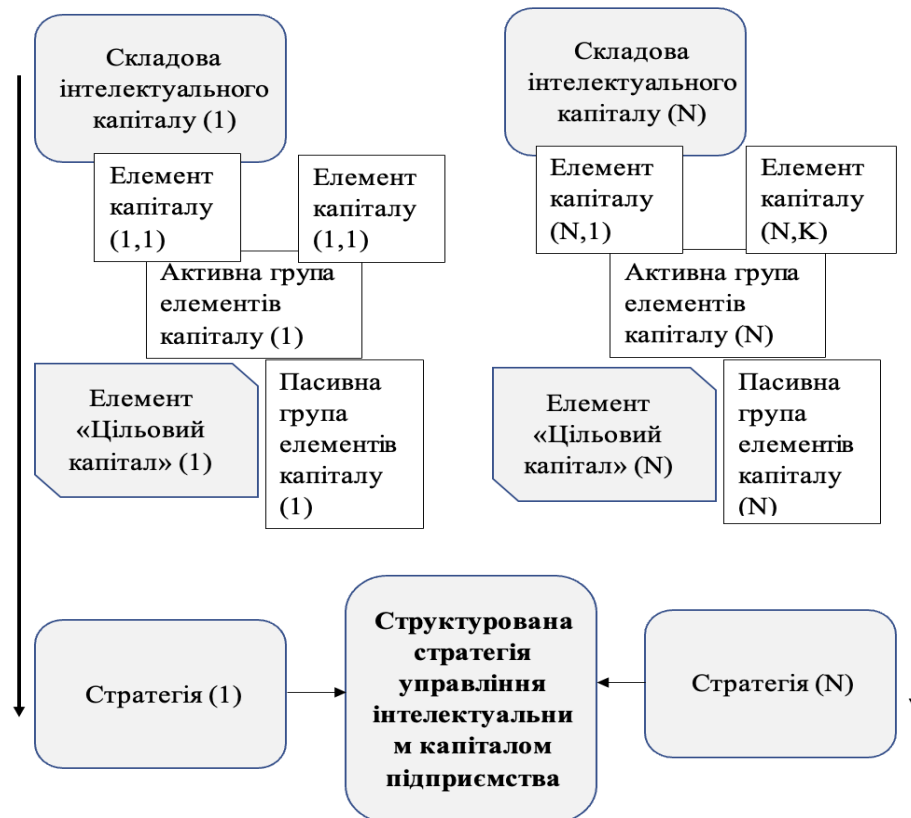 Складова
інтелектуального
капіталу (1)
Складова
інтелектуального
капіталу (N)
Елемент
капіталу
(1,1)
Елемент
капіталу
(1,1)
Елемент
капіталу
(N,1)
Елемент
капіталу
(N,K)
Активна група
елементів
капіталу (1)
Активна група
елементів
капіталу (N)
Елемент
«Цільовий
капітал» (1)
Пасивна
група
елементів
капіталу
(1)
Елемент
«Цільовий
капітал» (N)
Пасивна
група
елементів
капіталу
(N)
Стратегія (1)
Структурована
стратегія
управління
інтелектуальни
м капіталом
підприємства
Стратегія (N)